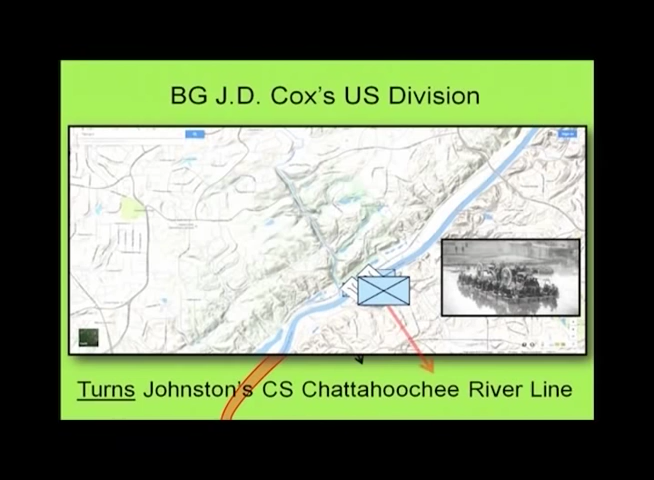 BG J.D. Cox's US Division
Turns Johnston's CS Chattahoochee River Line